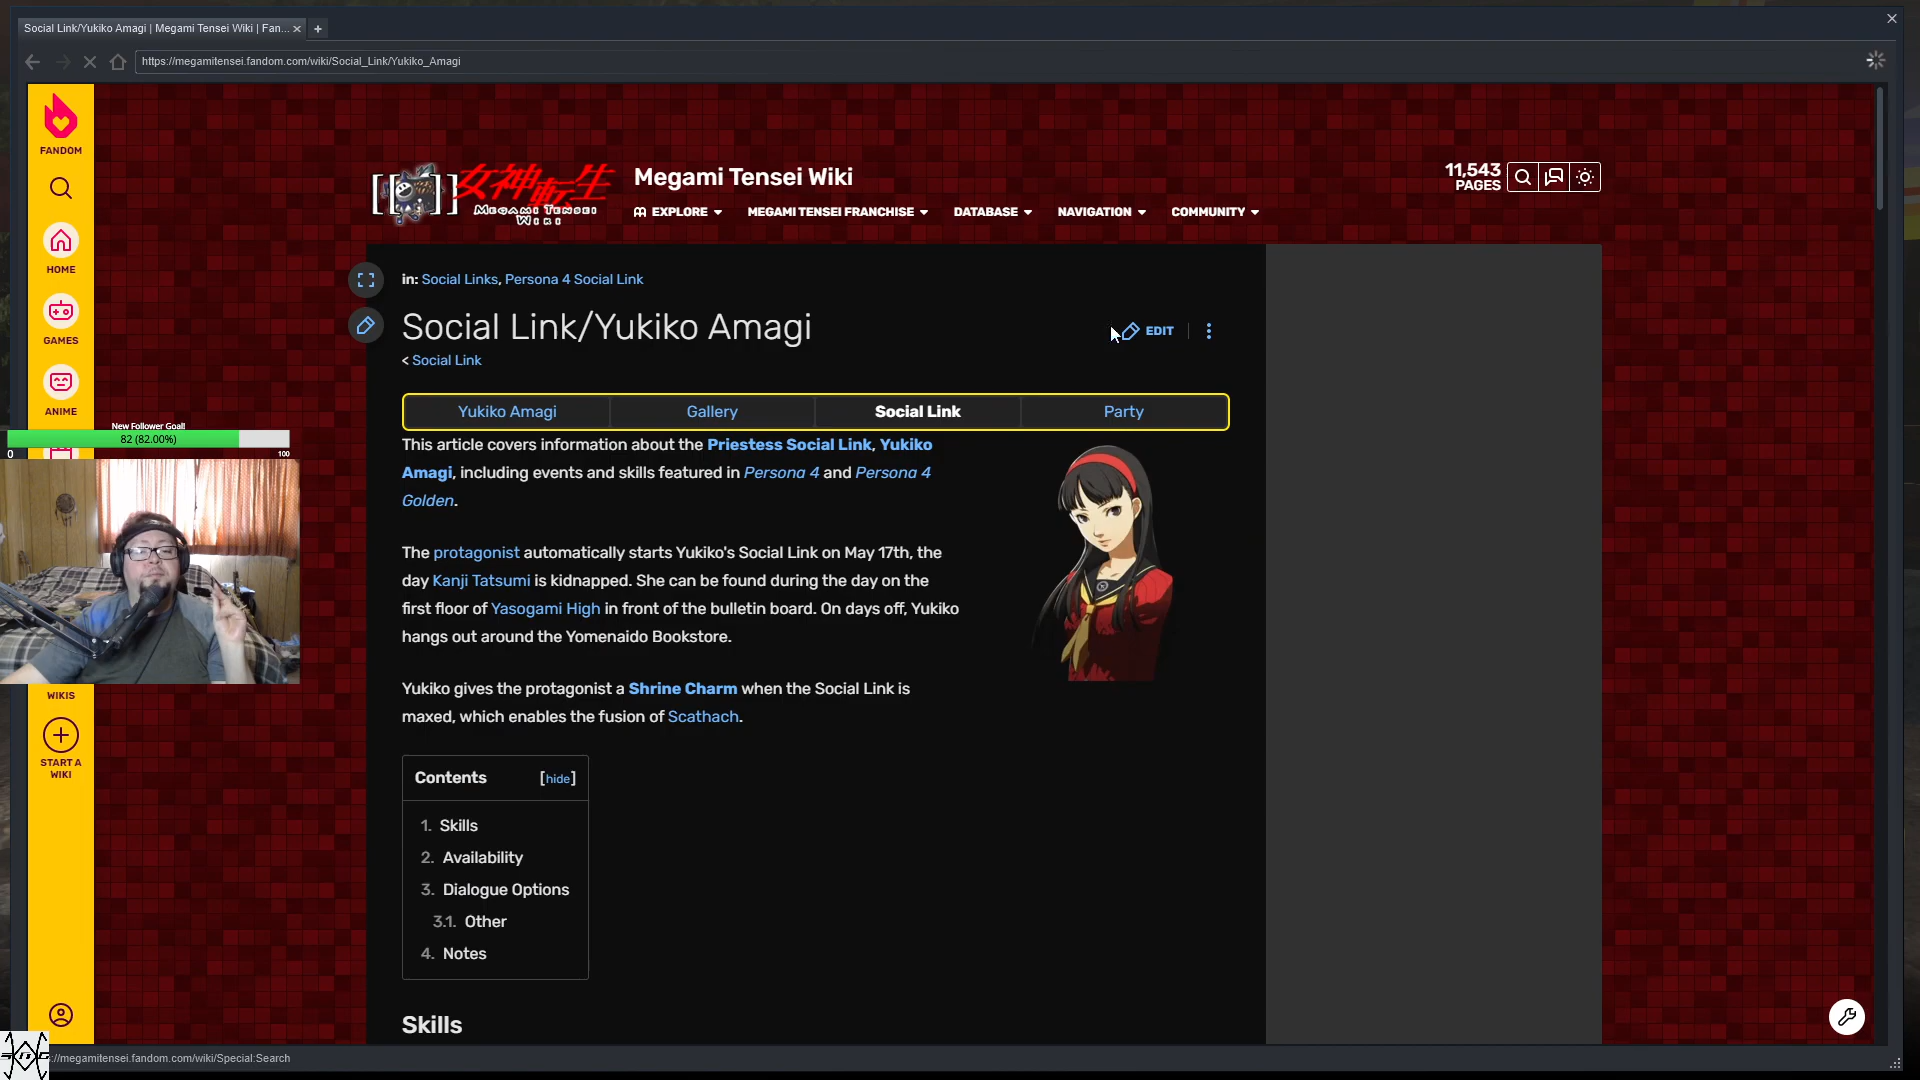 Social Link/Yukiko Amagi | Megami Tensei Wiki | Fan...
https://megamitensei.fandom.com/wiki/Social_Link/Yukiko_Amagi
FANDOM
HOME
GAMES
ANIME
WIKIS
START A
WIKI
女神転生
MEGAMI TENSEI
WIKI
Megami Tensei Wiki
EXPLORE
MEGAMI TENSEI FRANCHISE
DATABASE
NAVIGATION
COMMUNITY
11,543
PAGES
in: Social Links, Persona 4 Social Link
Social Link/Yukiko Amagi
EDIT
< Social Link
Yukiko Amagi
Gallery
Social Link
Party
This article covers information about the Priestess Social Link, Yukiko
Amagi, including events and skills featured in Persona 4 and Persona 4
Golden.
The protagonist automatically starts Yukiko's Social Link on May 17th, the
day Kanji Tatsumi is kidnapped. She can be found during the day on the
first floor of Yasogami High in front of the bulletin board. On days off, Yukiko
hangs out around the Yomenaido Bookstore.
Yukiko gives the protagonist a Shrine Charm when the Social Link is
maxed, which enables the fusion of Scathach.
Contents [hide]
1. Skills
2. Availability
3. Dialogue Options
3.1. Other
4. Notes
Skills
New Follower Goal!
82 (82.00%)
0
100
://megamitensei.fandom.com/wiki/Special:Search